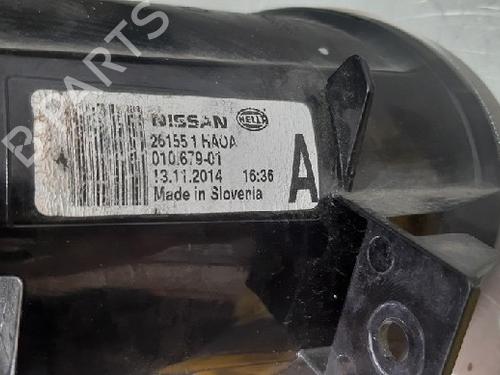 NISSAN HELLA
26155 1 HA0A
010.679-01
13.11.2014 16:36
Made in Slovenia
A
B-PARTS